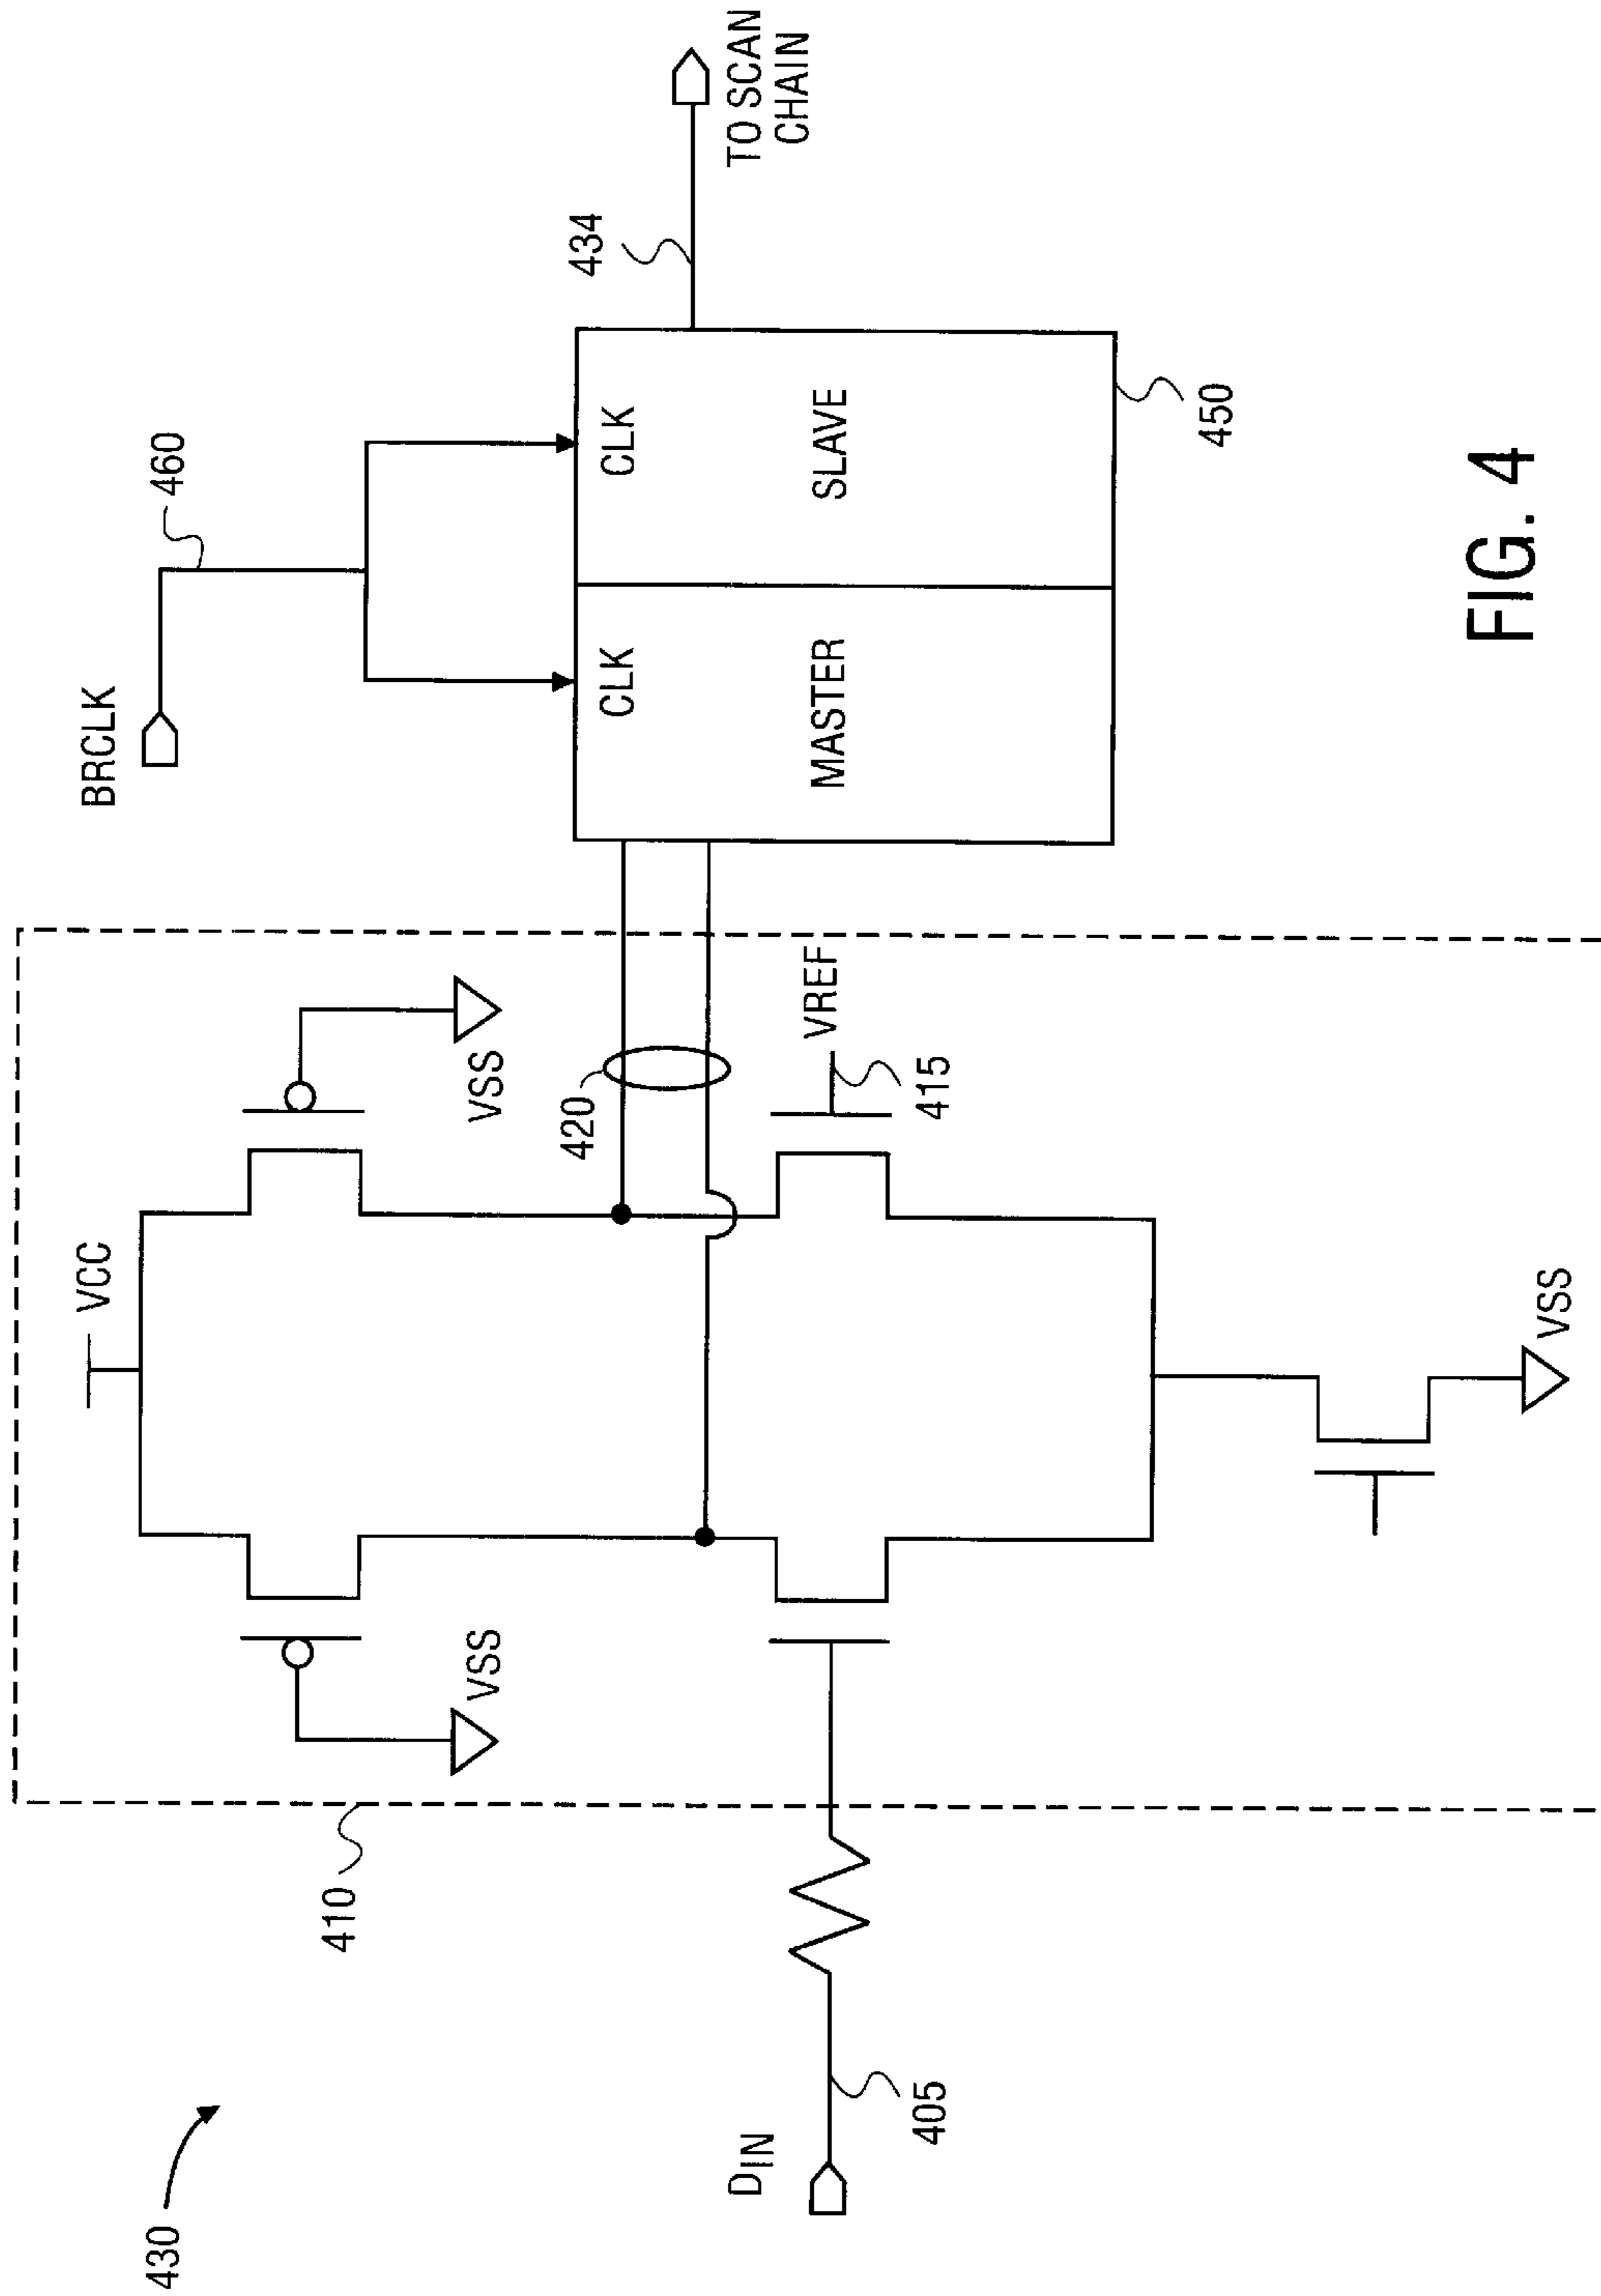 430
DIN
405
410
VCC
VSS
VSS
420
VREF
415
VSS
BRCLK
460
CLK
CLK
MASTER
SLAVE
450
434
TO SCAN
CHAIN
FIG. 4